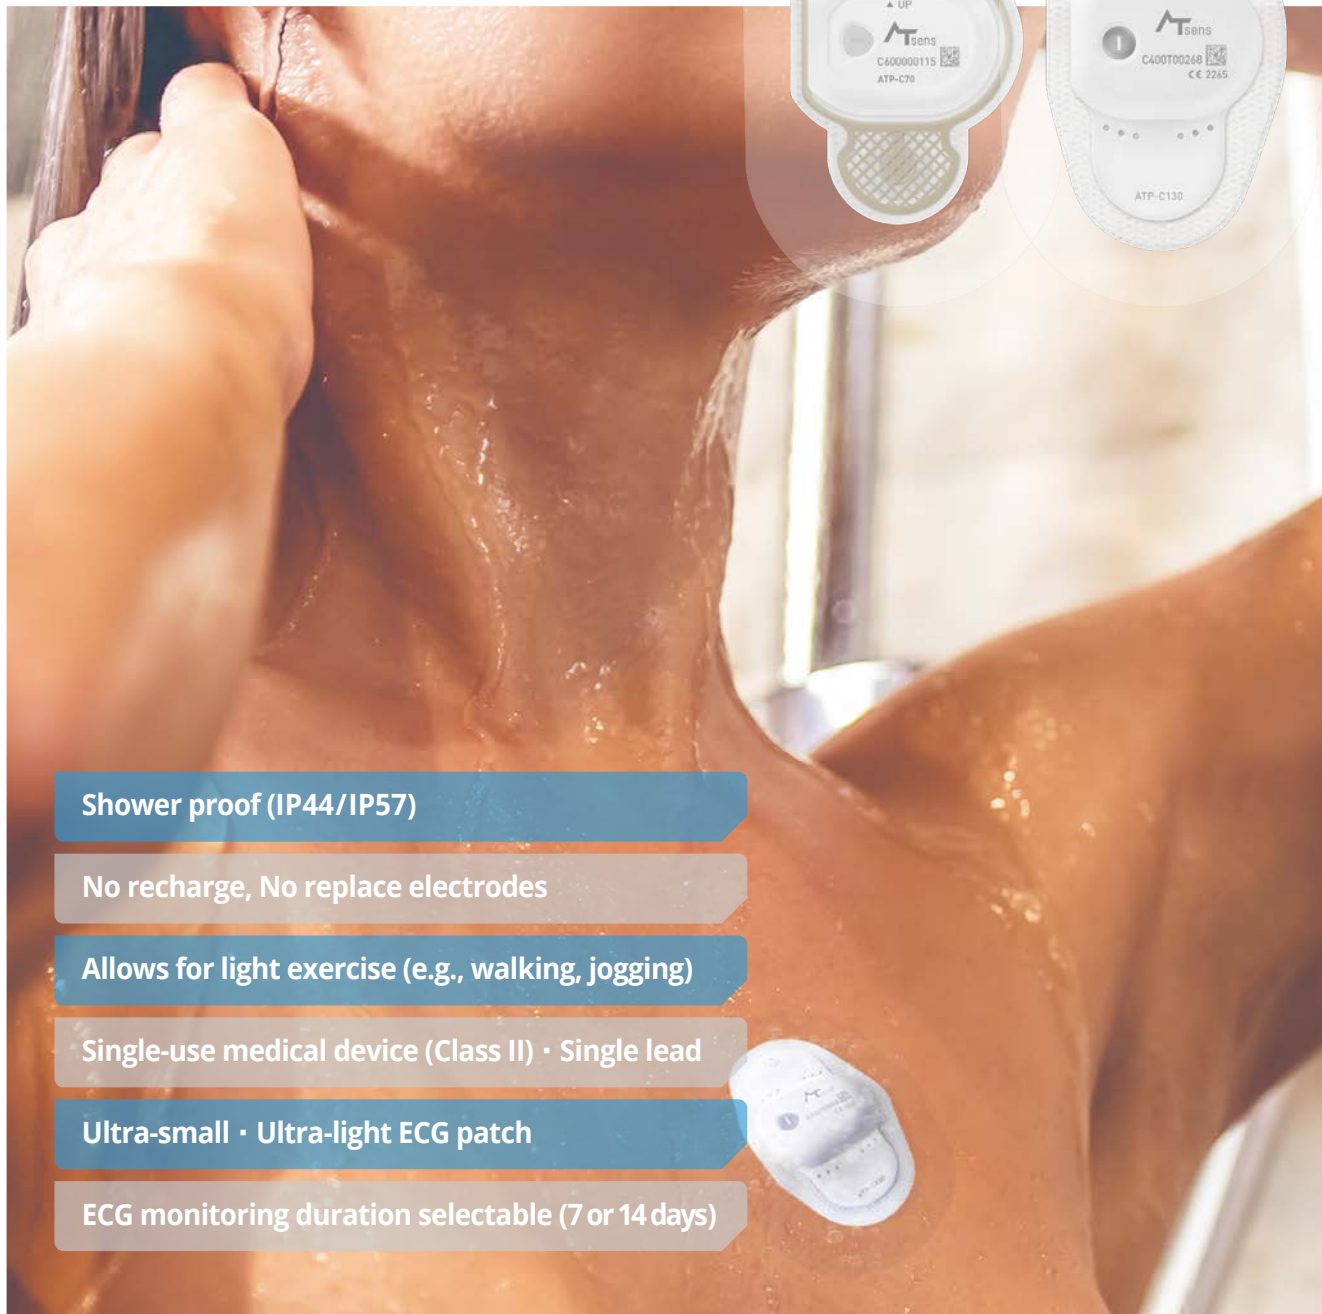 ▲ UP
ATsens
C600000115
ATP-C70
ATsens
C400T00268
CE 2265
ATP-C130
Shower proof (IP44/IP57)
No recharge, No replace electrodes
Allows for light exercise (e.g., walking, jogging)
Single-use medical device (Class II) · Single lead
Ultra-small · Ultra-light ECG patch
ECG monitoring duration selectable (7 or 14 days)
ATP-C130